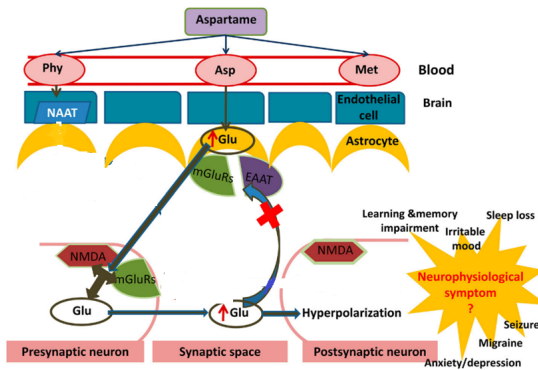 Aspartame
Phy
Asp
Met
Blood
NAAT
Endothelial
cell
Brain
Glu
Astrocyte
mGluRs
EAAT
Learning &memory
impairment
Sleep loss
Irritable
mood
NMDA
mGluRs
NMDA
Neurophysiological
symptom
?
Glu
Glu
Hyperpolarization
Seizure
Migraine
Anxiety/depression
Presynaptic neuron
Synaptic space
Postsynaptic neuron